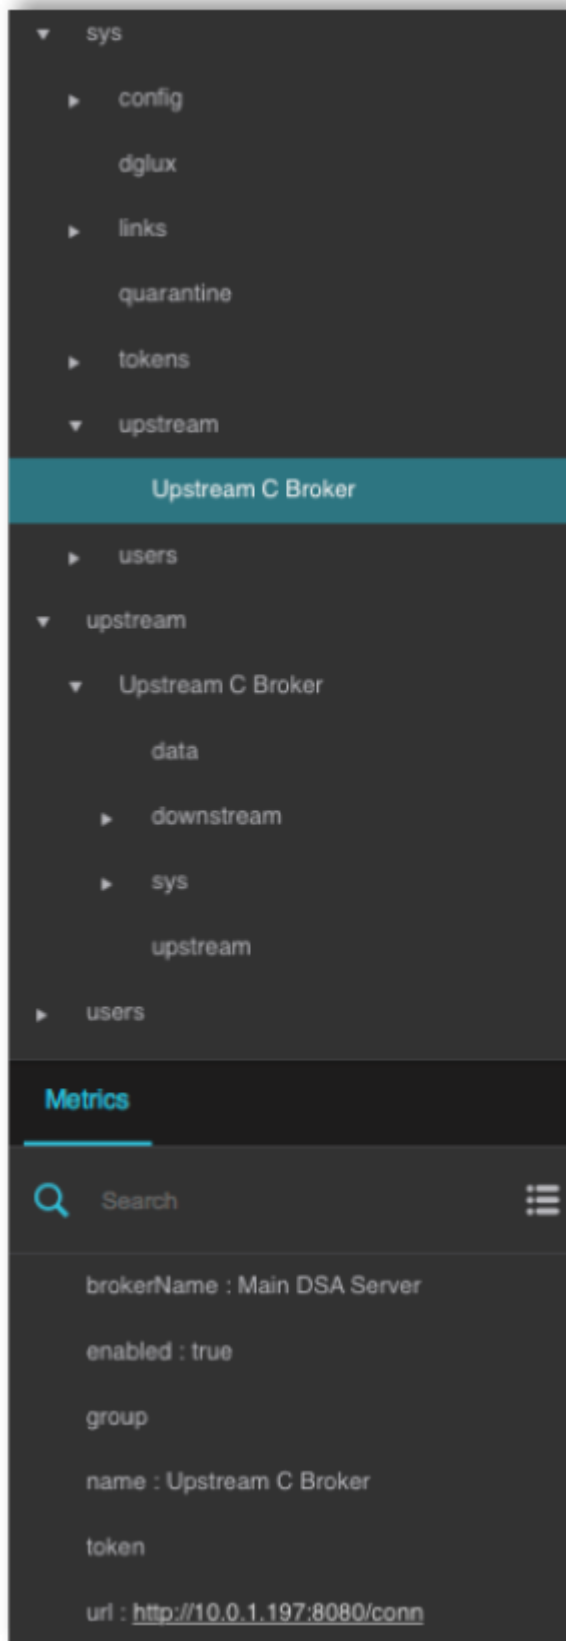 sys
config
dglux
links
quarantine
tokens
upstream
Upstream C Broker
users
upstream
Upstream C Broker
data
downstream
sys
upstream
users
Metrics
Search
brokerName : Main DSA Server
enabled : true
group
name : Upstream C Broker
token
url : http://10.0.1.197:8080/conn